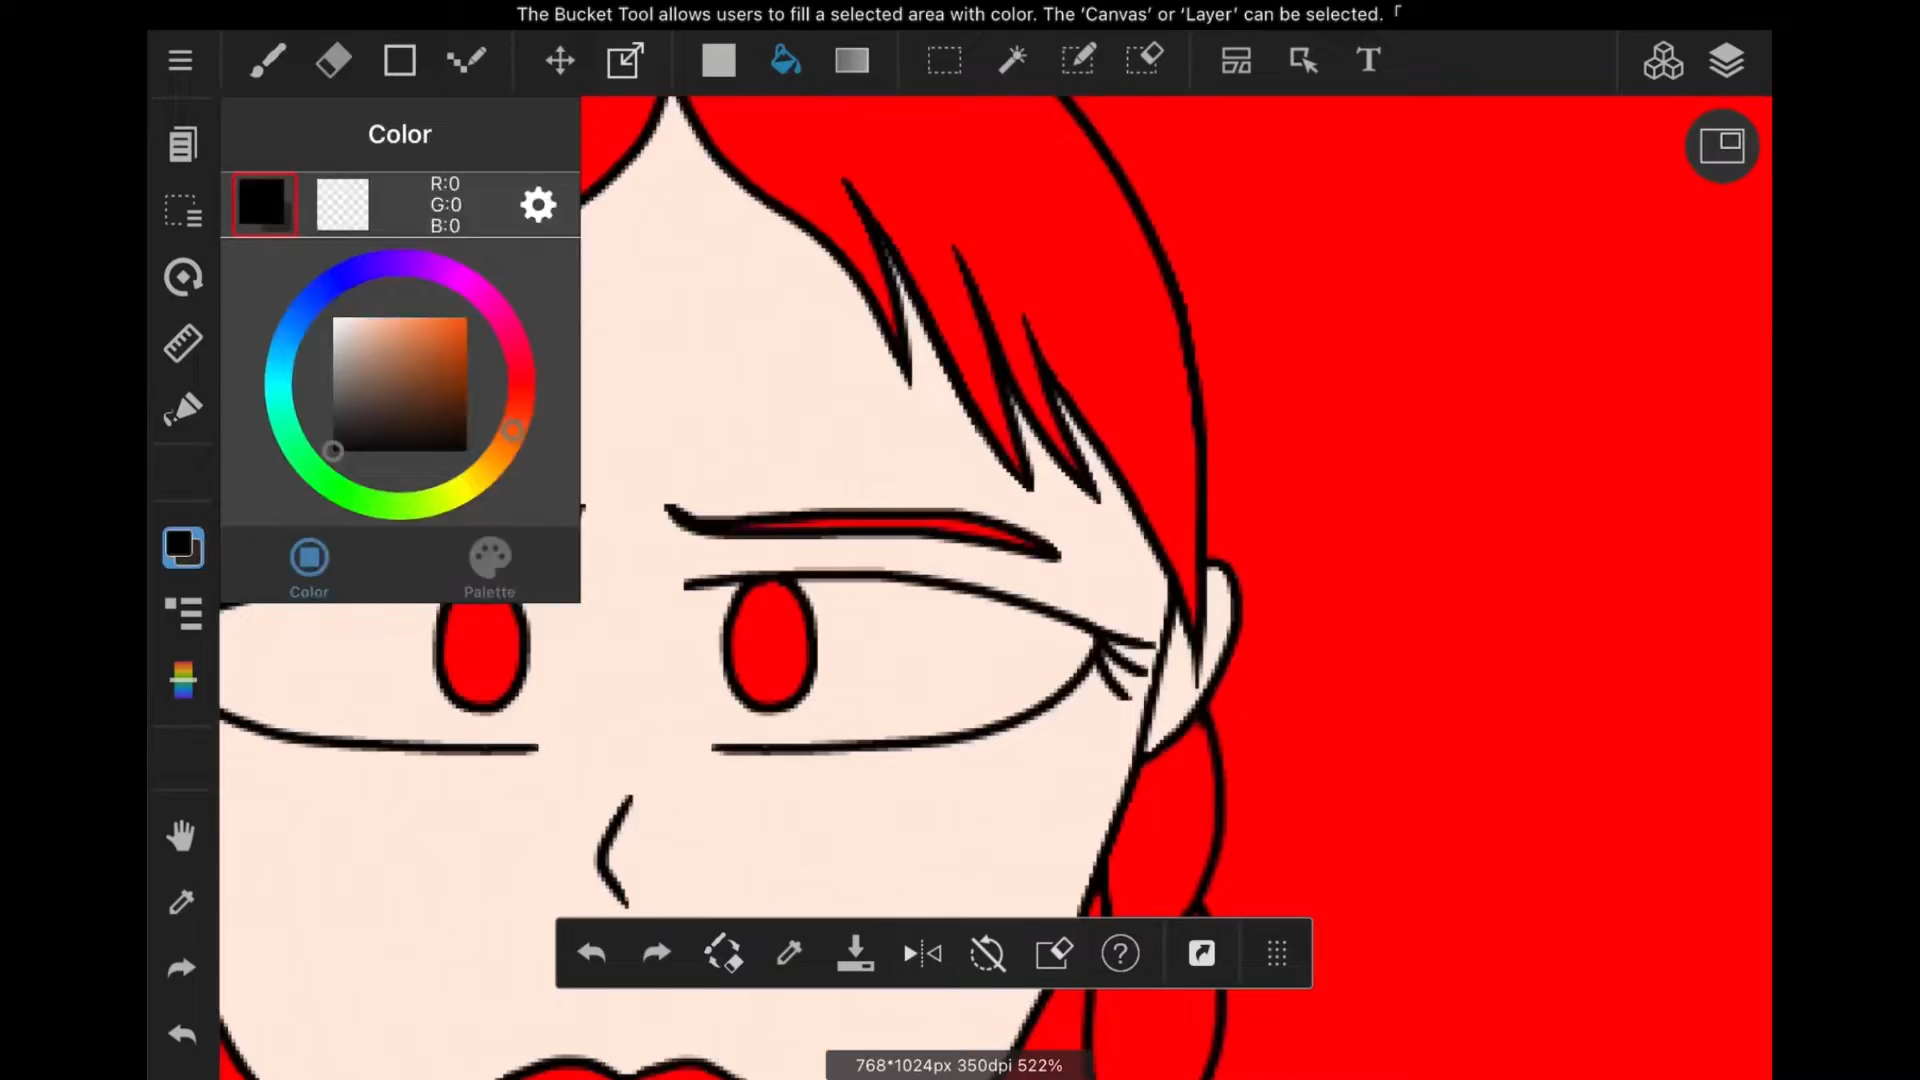 The Bucket Tool allows users to fill a selected area with color. The ‘Canvas’ or ‘Layer’ can be selected. 「
T
Color
R:0
G:0
B:0
Color
Palette
?
768*1024px 350dpi 522%